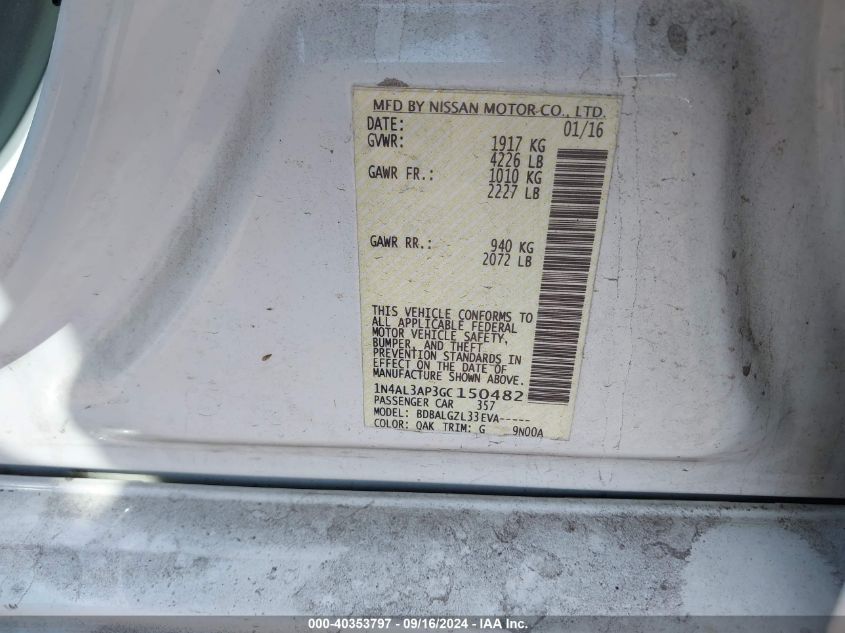 MFD BY NISSAN MOTOR CO., LTD.
DATE: 01/16
GVWR: 1917 KG
4226 LB
GAWR FR.: 1010 KG
2227 LB
GAWR RR.: 940 KG
2072 LB
THIS VEHICLE CONFORMS TO
ALL APPLICABLE FEDERAL
MOTOR VEHICLE SAFETY,
BUMPER, AND THEFT
PREVENTION STANDARDS IN
EFFECT ON THE DATE OF
MANUFACTURE SHOWN ABOVE.
1N4AL3AP3GC150482
PASSENGER CAR 357
MODEL: BDBALGZL33EVA-----
COLOR: QAK TRIM: G 9N00A
000-40353797 - 09/16/2024 - IAA Inc.